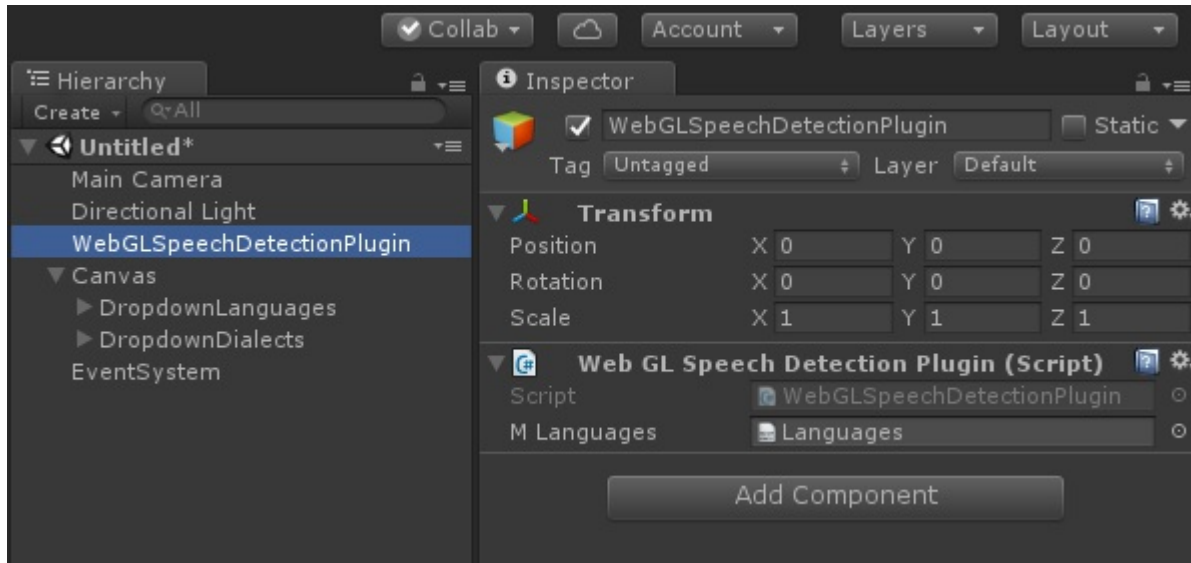 Collab Account Layers Layout
Hierarchy
Create All
Untitled*
Main Camera
Directional Light
WebGLSpeechDetectionPlugin
Canvas
DropdownLanguages
DropdownDialects
EventSystem
Inspector
WebGLSpeechDetectionPlugin Static
Tag Untagged Layer Default
Transform
Position X 0 Y 0 Z 0
Rotation X 0 Y 0 Z 0
Scale X 1 Y 1 Z 1
Web GL Speech Detection Plugin (Script)
Script WebGLSpeechDetectionPlugin
M Languages Languages
Add Component